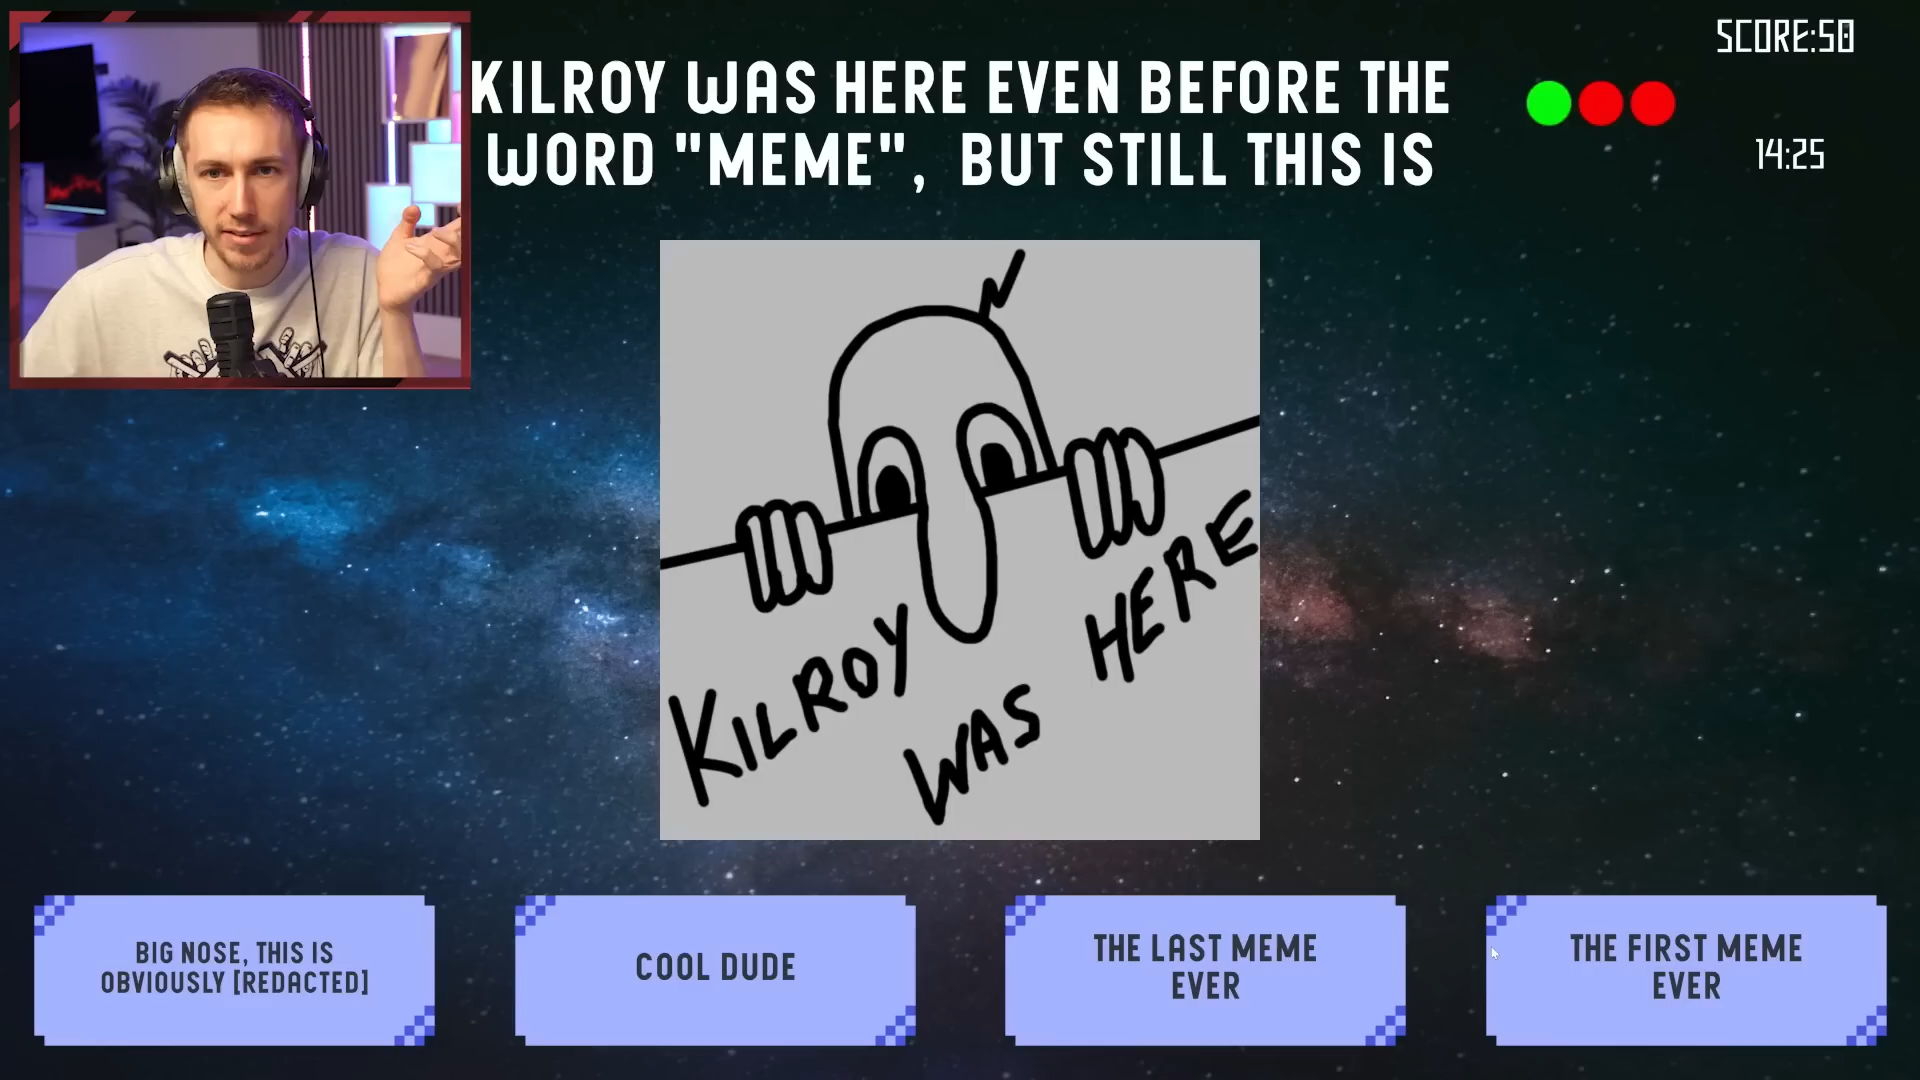 SCORE:50
KILROY WAS HERE EVEN BEFORE THE
WORD "MEME", BUT STILL THIS IS
14:25
KILROY
WAS
HERE
BIG NOSE, THIS IS
OBVIOUSLY [REDACTED]
COOL DUDE
THE LAST MEME
EVER
THE FIRST MEME
EVER